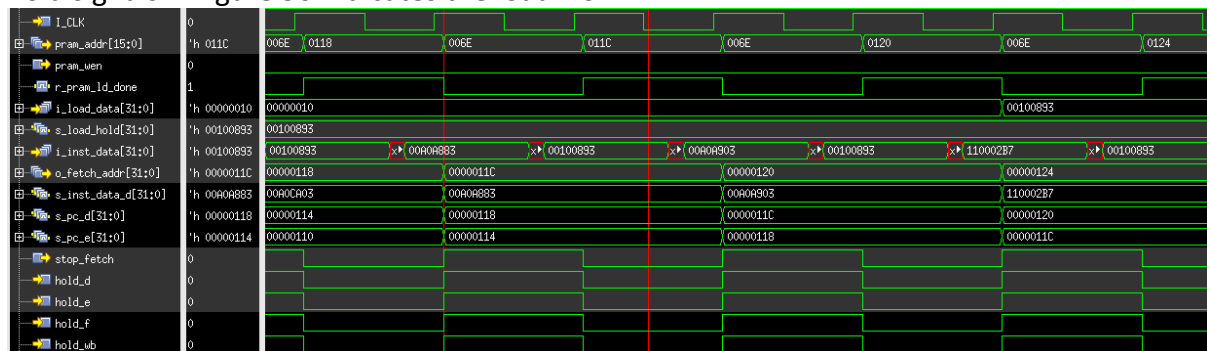 I_CLK 0
pram_addr[15:0] 'h 011C 006E 0118 006E 011C 006E 0120 006E 0124
pram_wen 0
r_pram_ld_done 1
i_load_data[31:0] 'h 00000010 00000010 00100893
s_load_hold[31:0] 'h 00100893 00100893
i_inst_data[31:0] 'h 00100893 00100893 x 00A0A883 x 00100893 x 00A0A903 x 00100893 x 110002B7 x 00100893
o_fetch_addr[31:0] 'h 0000011C 00000118 0000011C 00000120 00000124
s_inst_data_d[31:0] 'h 00A0A883 00A0CA03 00A0A883 00A0A903 110002B7
s_pc_d[31:0] 'h 00000118 00000114 00000118 0000011C 00000120
s_pc_e[31:0] 'h 00000114 00000110 00000114 00000118 0000011C
stop_fetch 0
hold_d 0
hold_e 0
hold_f 0
hold_wb 0